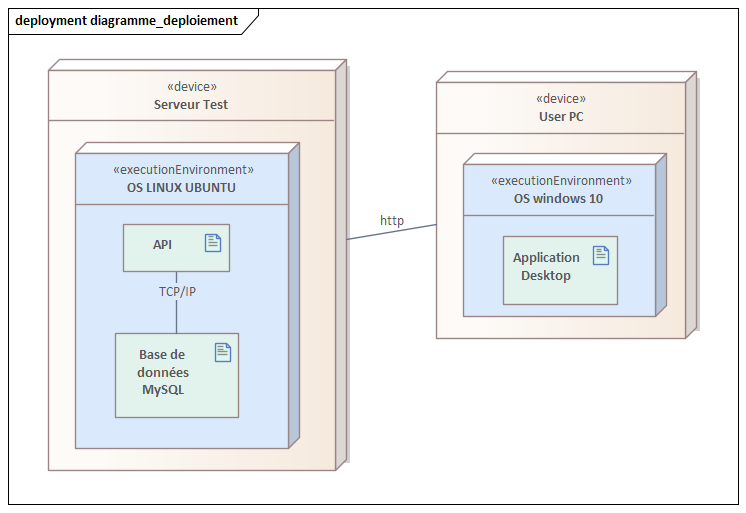 deployment diagramme_deploiement
«device»
Serveur Test
«executionEnvironment»
OS LINUX UBUNTU
API
TCP/IP
Base de
données
MySQL
http
«device»
User PC
«executionEnvironment»
OS windows 10
Application
Desktop